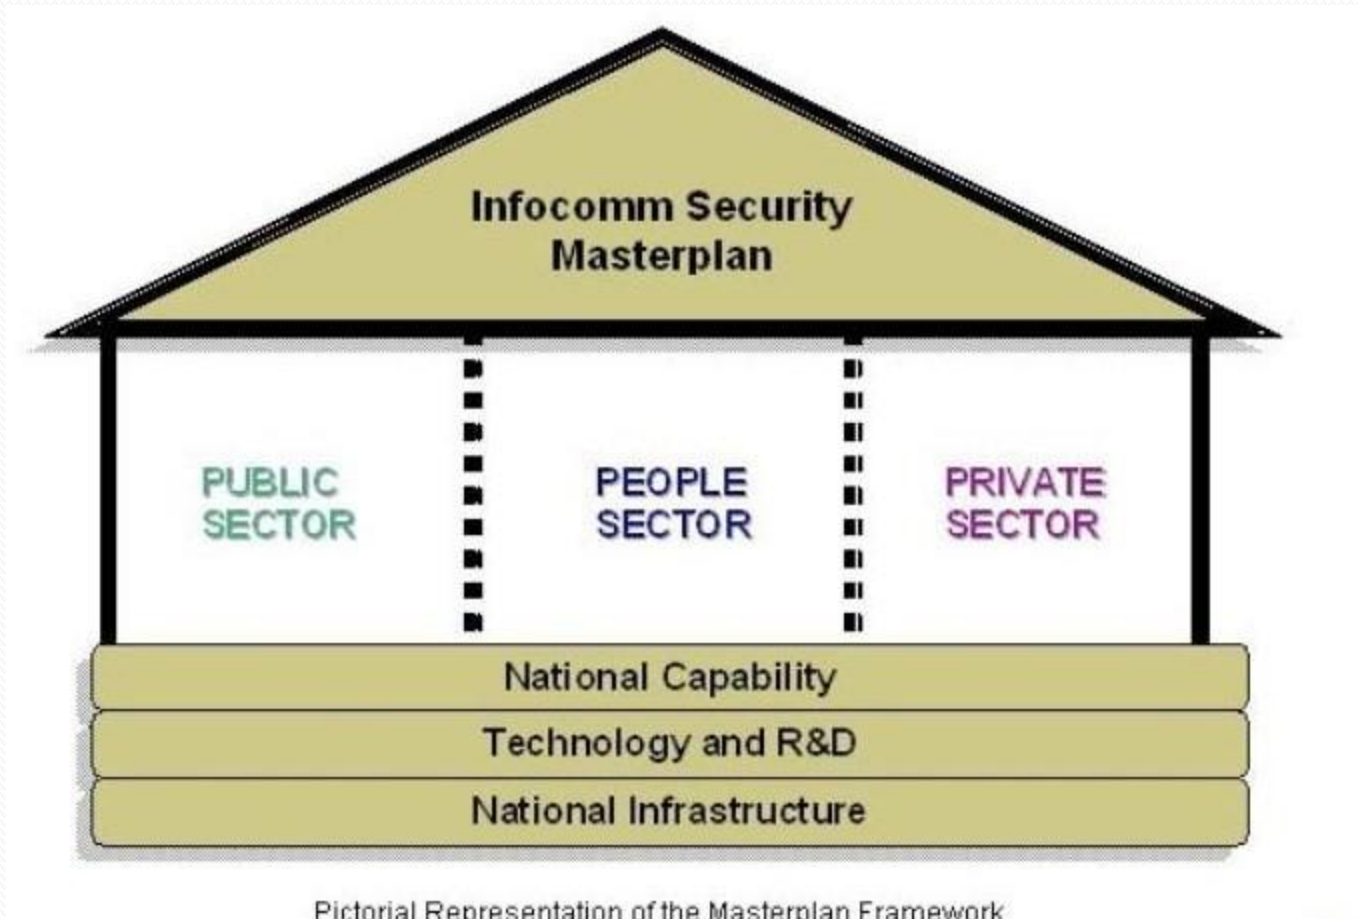 Infocomm Security
Masterplan
PUBLIC
SECTOR
PEOPLE
SECTOR
PRIVATE
SECTOR
National Capability
Technology and R&D
National Infrastructure
Pictorial Representation of the Masterplan Framework